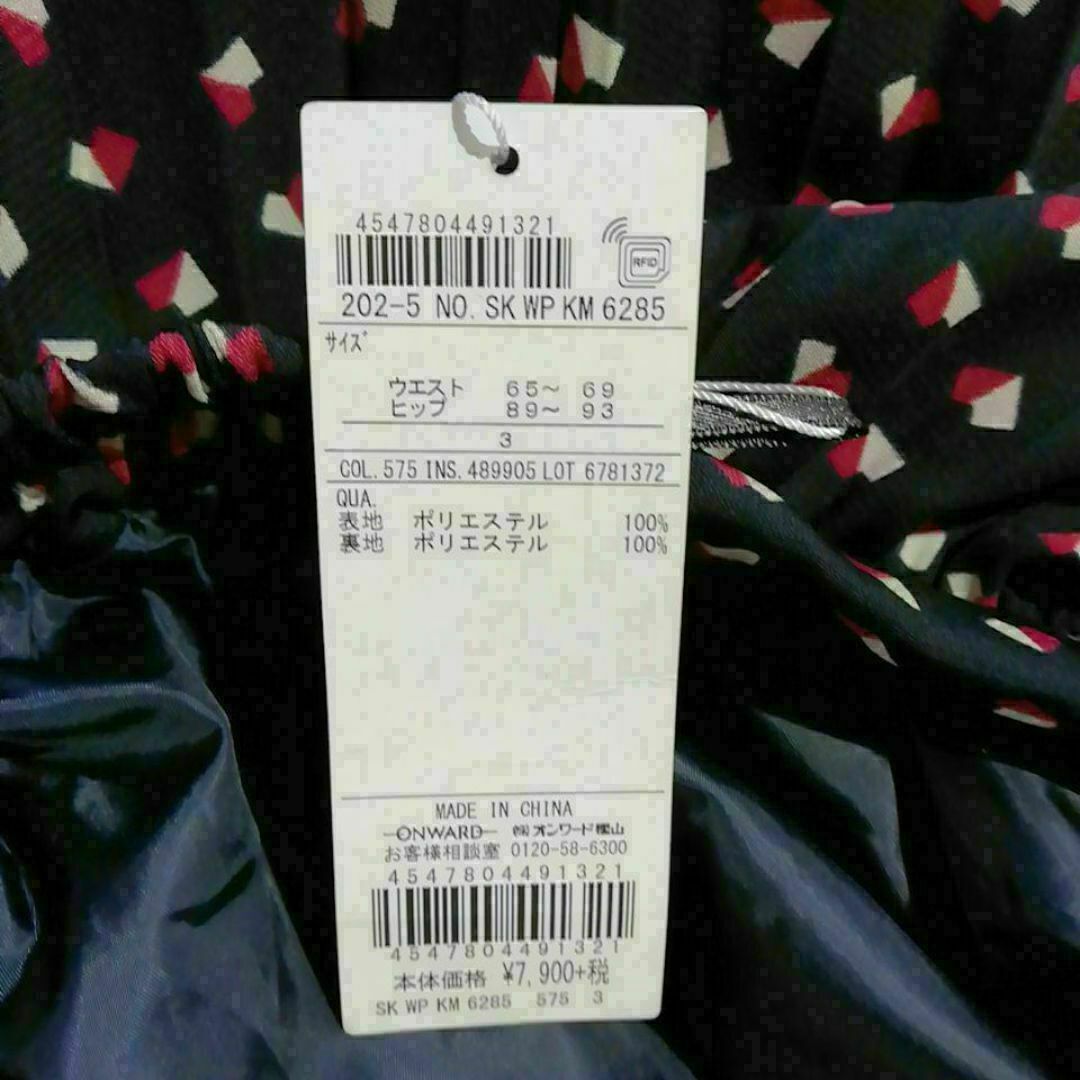 4547804491321
RFID
202-5 NO. SK WP KM 6285
サイズ
ウエスト 65～ 69
ヒップ 89～ 93
3
COL. 575 INS. 489905 LOT 6781372
QUA.
表地 ポリエステル 100%
裏地 ポリエステル 100%
MADE IN CHINA
ONWARD ㈱オンワード樫山
お客様相談室 0120-58-6300
4547804491321
4547804491321
本体価格 ¥7,900+税
SK WP KM 6285 575 3